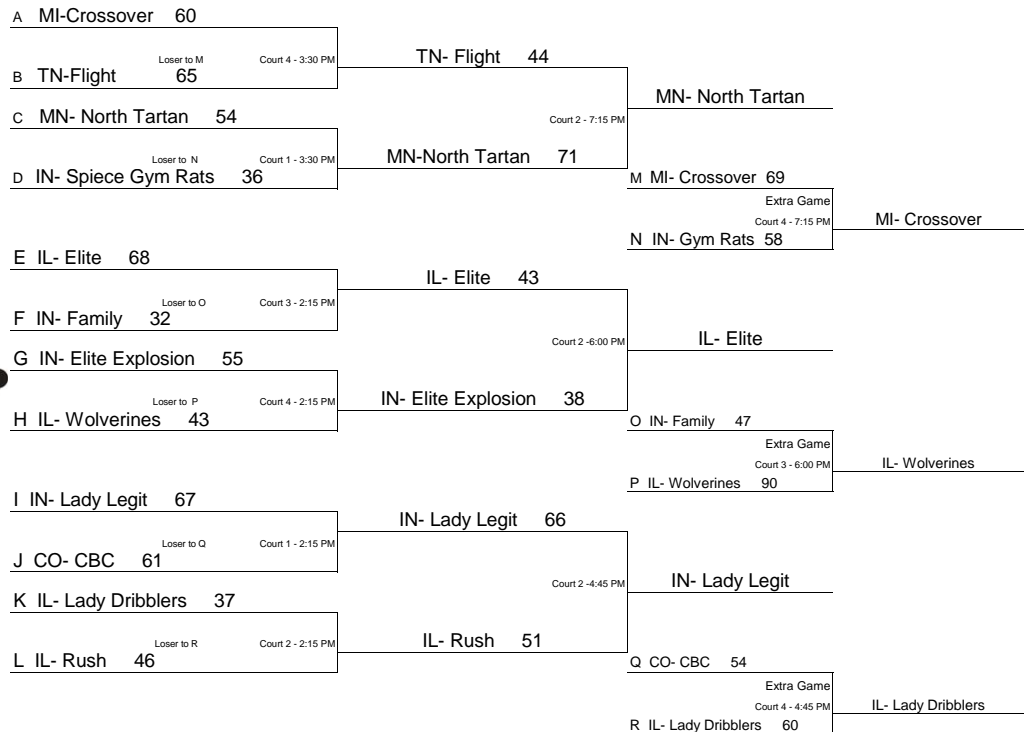 A MI-Crossover 60
Loser to M Court 4 - 3:30 PM
B TN-Flight 65
TN- Flight 44
C MN- North Tartan 54
Loser to N Court 1 - 3:30 PM
D IN- Spiece Gym Rats 36
MN-North Tartan 71
Court 2 - 7:15 PM
MN- North Tartan
M MI- Crossover 69
Extra Game
Court 4 - 7:15 PM
N IN- Gym Rats 58
MI- Crossover
E IL- Elite 68
Loser to O Court 3 - 2:15 PM
F IN- Family 32
IL- Elite 43
G IN- Elite Explosion 55
Loser to P Court 4 - 2:15 PM
H IL- Wolverines 43
IN- Elite Explosion 38
Court 2 -6:00 PM
IL- Elite
O IN- Family 47
Extra Game
Court 3 - 6:00 PM
P IL- Wolverines 90
IL- Wolverines
I IN- Lady Legit 67
Loser to Q Court 1 - 2:15 PM
J CO- CBC 61
IN- Lady Legit 66
K IL- Lady Dribblers 37
Loser to R Court 2 - 2:15 PM
L IL- Rush 46
IL- Rush 51
Court 2 -4:45 PM
IN- Lady Legit
Q CO- CBC 54
Extra Game
Court 4 - 4:45 PM
R IL- Lady Dribblers 60
IL- Lady Dribblers